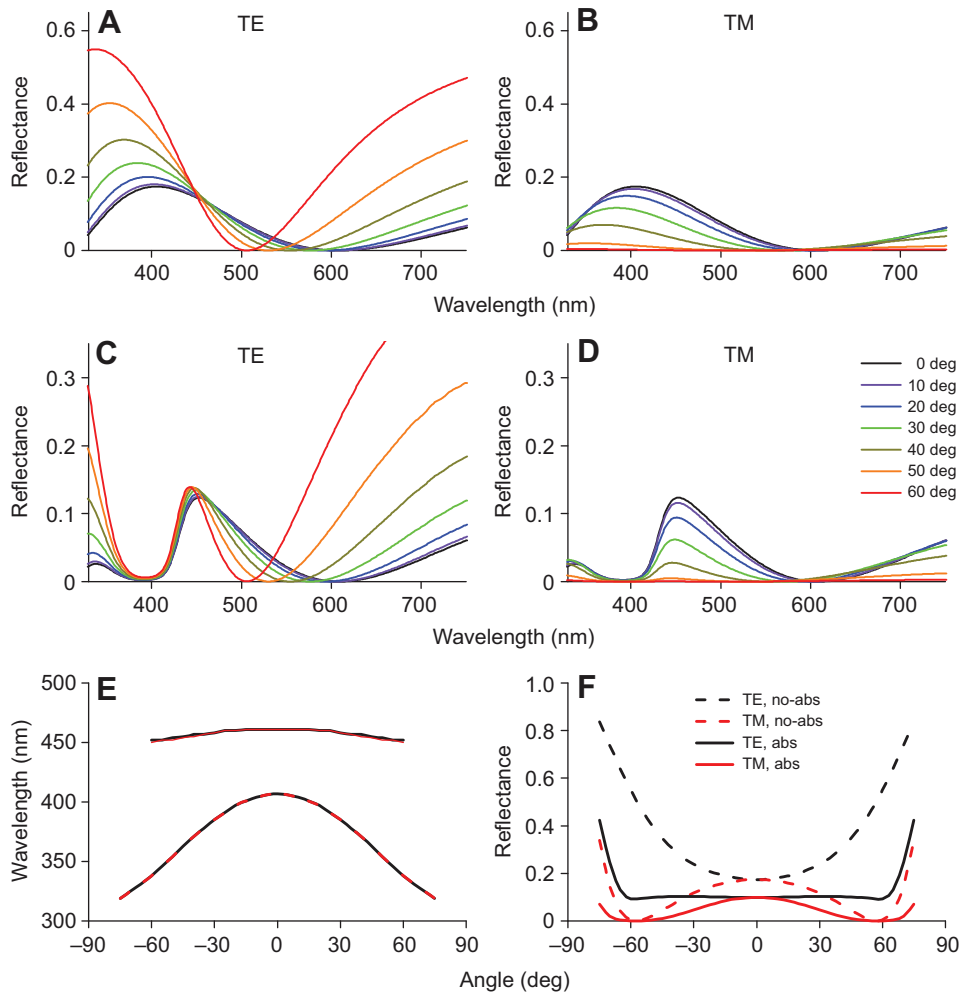 A
TE
B
TM
0.6
0.4
0.2
0
Reflectance
400
500
600
700
0.6
0.4
0.2
0
Reflectance
400
500
600
700
Wavelength (nm)
Wavelength (nm)
C
TE
D
TM
0.3
0.2
0.1
0
Reflectance
400
500
600
700
0.3
0.2
0.1
0
Reflectance
400
500
600
700
0 deg
10 deg
20 deg
30 deg
40 deg
50 deg
60 deg
Wavelength (nm)
Wavelength (nm)
E
500
450
400
350
300
Wavelength (nm)
–90
–60
–30
0
30
60
90
F
1.0
0.8
0.6
0.4
0.2
0
Reflectance
TE, no-abs
TM, no-abs
TE, abs
TM, abs
–90
–60
–30
0
30
60
90
Angle (deg)